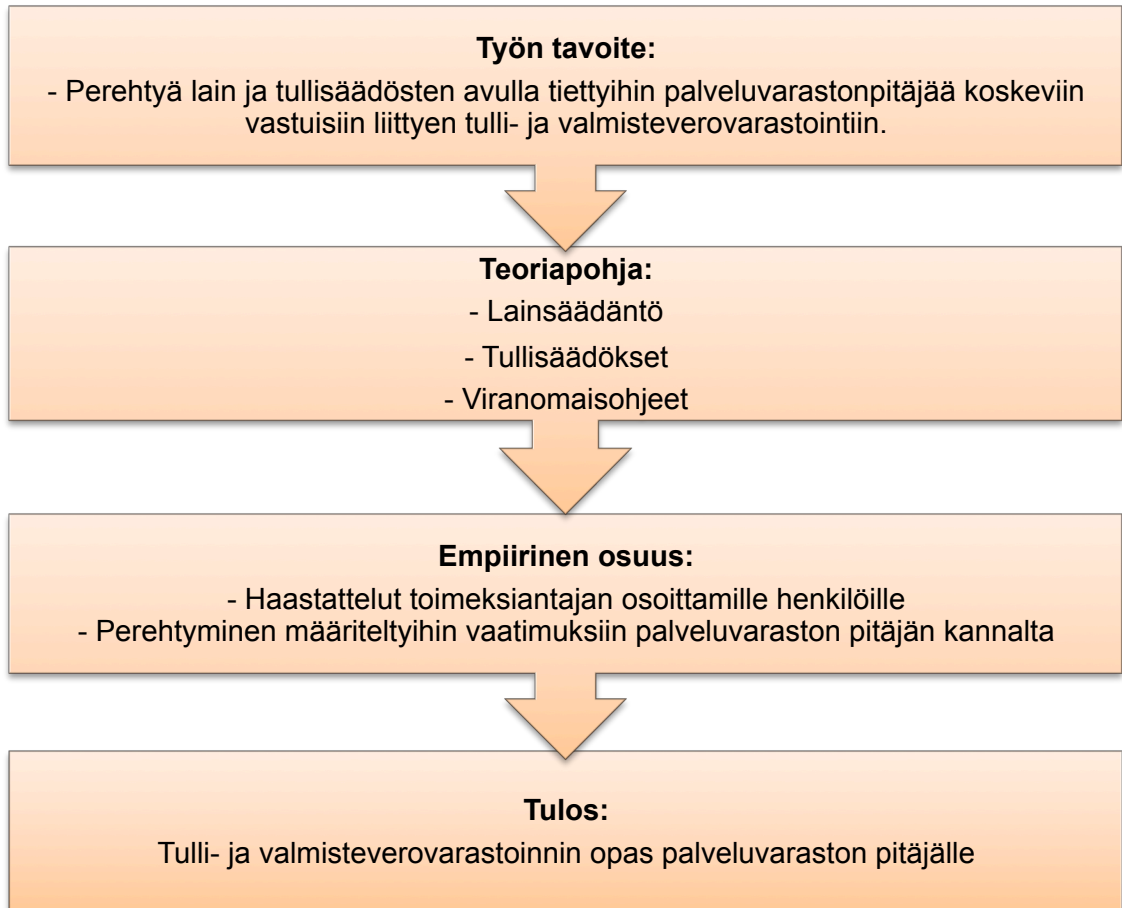 Työn tavoite:
- Perehtyä lain ja tullisäädösten avulla tiettyihin palveluvarastonpitäjää koskeviin
vastuisiin liittyen tulli- ja valmisteverovarastointiin.
Teoriapohja:
- Lainsäädäntö
- Tullisäädökset
- Viranomaisohjeet
Empiirinen osuus:
- Haastattelut toimeksiantajan osoittamille henkilöille
- Perehtyminen määriteltyihin vaatimuksiin palveluvaraston pitäjän kannalta
Tulos:
Tulli- ja valmisteverovarastoinnin opas palveluvaraston pitäjälle